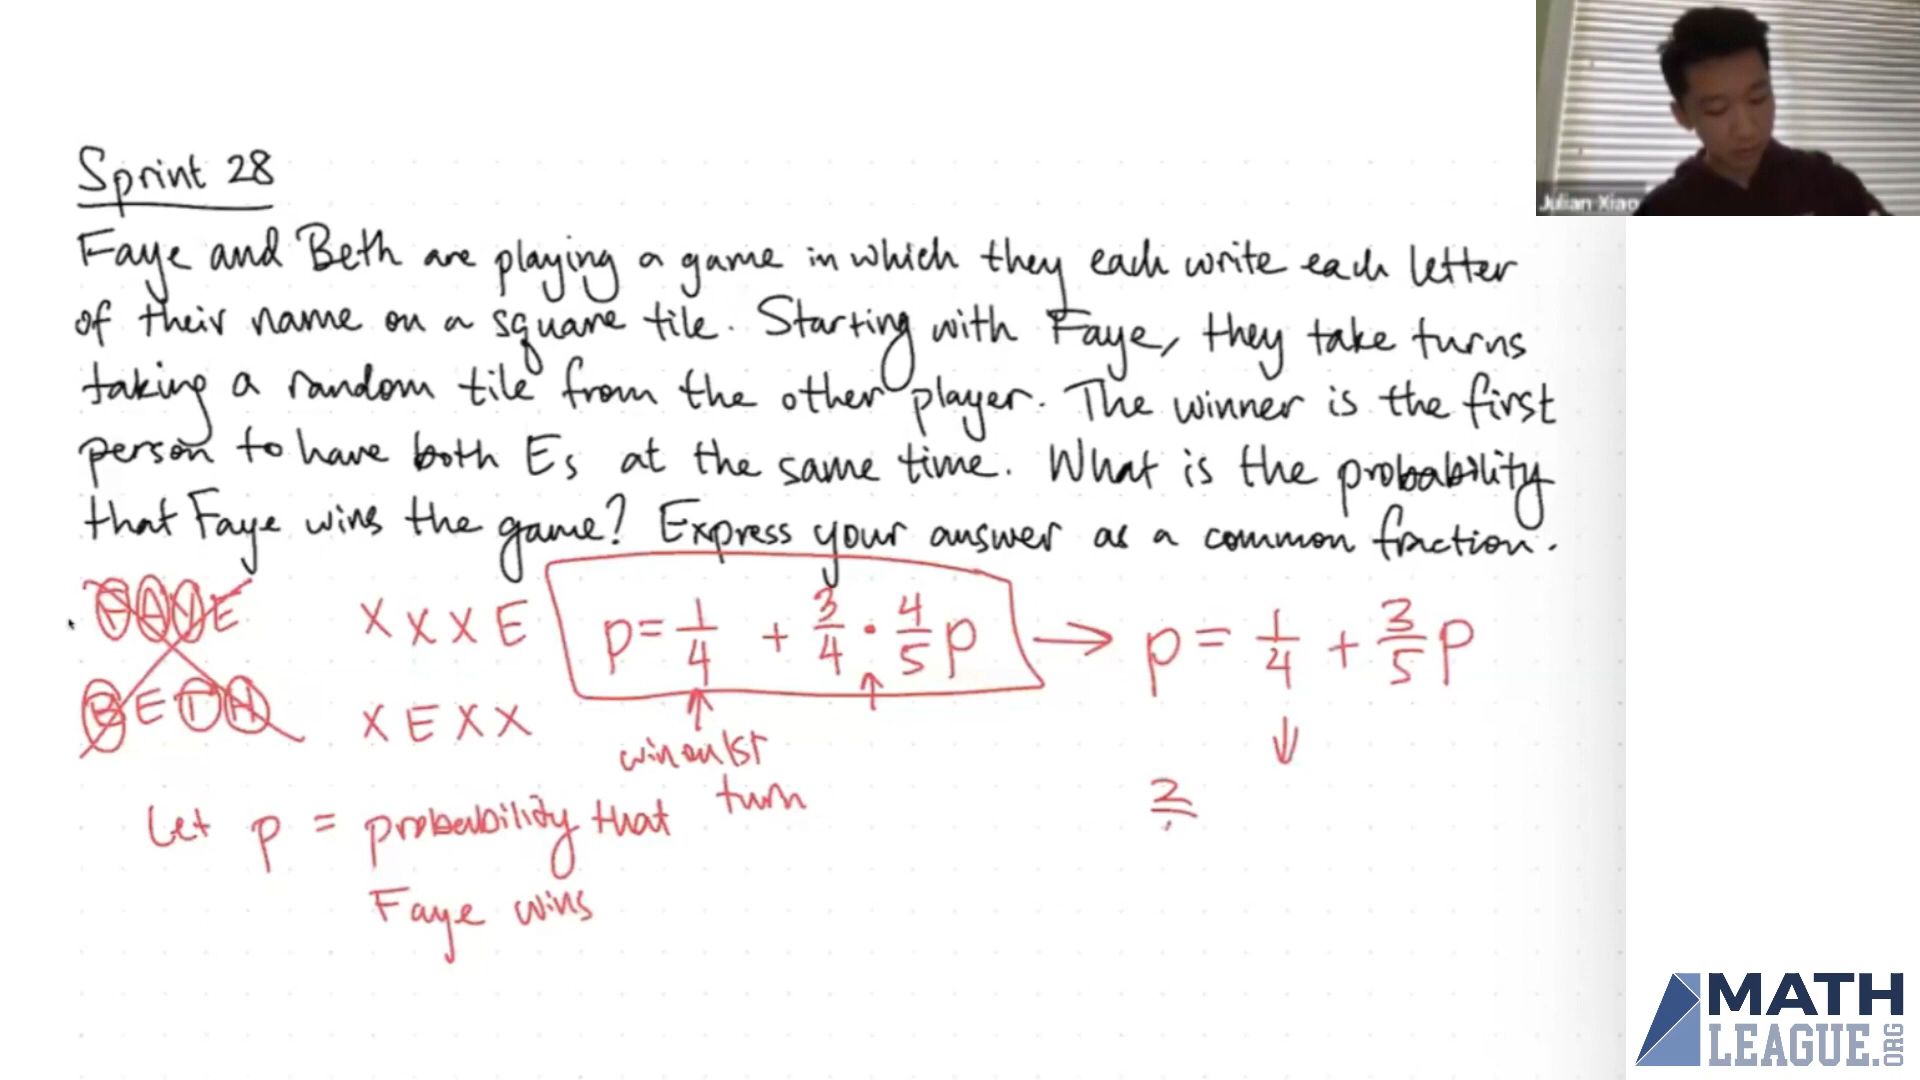 Sprint 28
Faye and Beth are playing a game in which they each write each letter
of their name on a square tile. Starting with Faye, they take turns
taking a random tile from the other player. The winner is the first
person to have both Es at the same time. What is the probability
that Faye wins the game? Express your answer as a common fraction.
FAYE
BETH
X X X E
X E X X
p = 1/4 + 3/4 · 4/5 p → p = 1/4 + 3/5 p
win on 1st
turn
2
Let p = probability that
Faye wins
Julian Xiao
MATH
LEAGUE.ORG